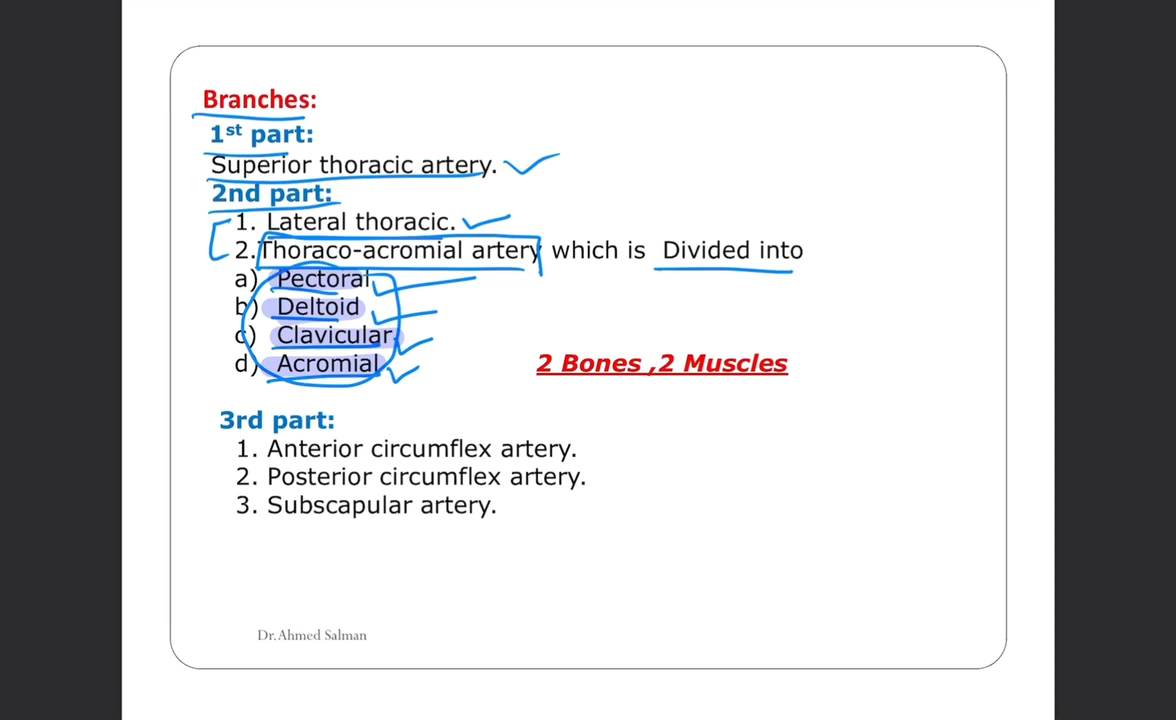 Branches:
1st part:
Superior thoracic artery.
2nd part:
1. Lateral thoracic.
2.Thoraco-acromial artery which is Divided into
a) Pectoral
b) Deltoid
c) Clavicular
d) Acromial
2 Bones ,2 Muscles
3rd part:
1. Anterior circumflex artery.
2. Posterior circumflex artery.
3. Subscapular artery.
Dr.Ahmed Salman